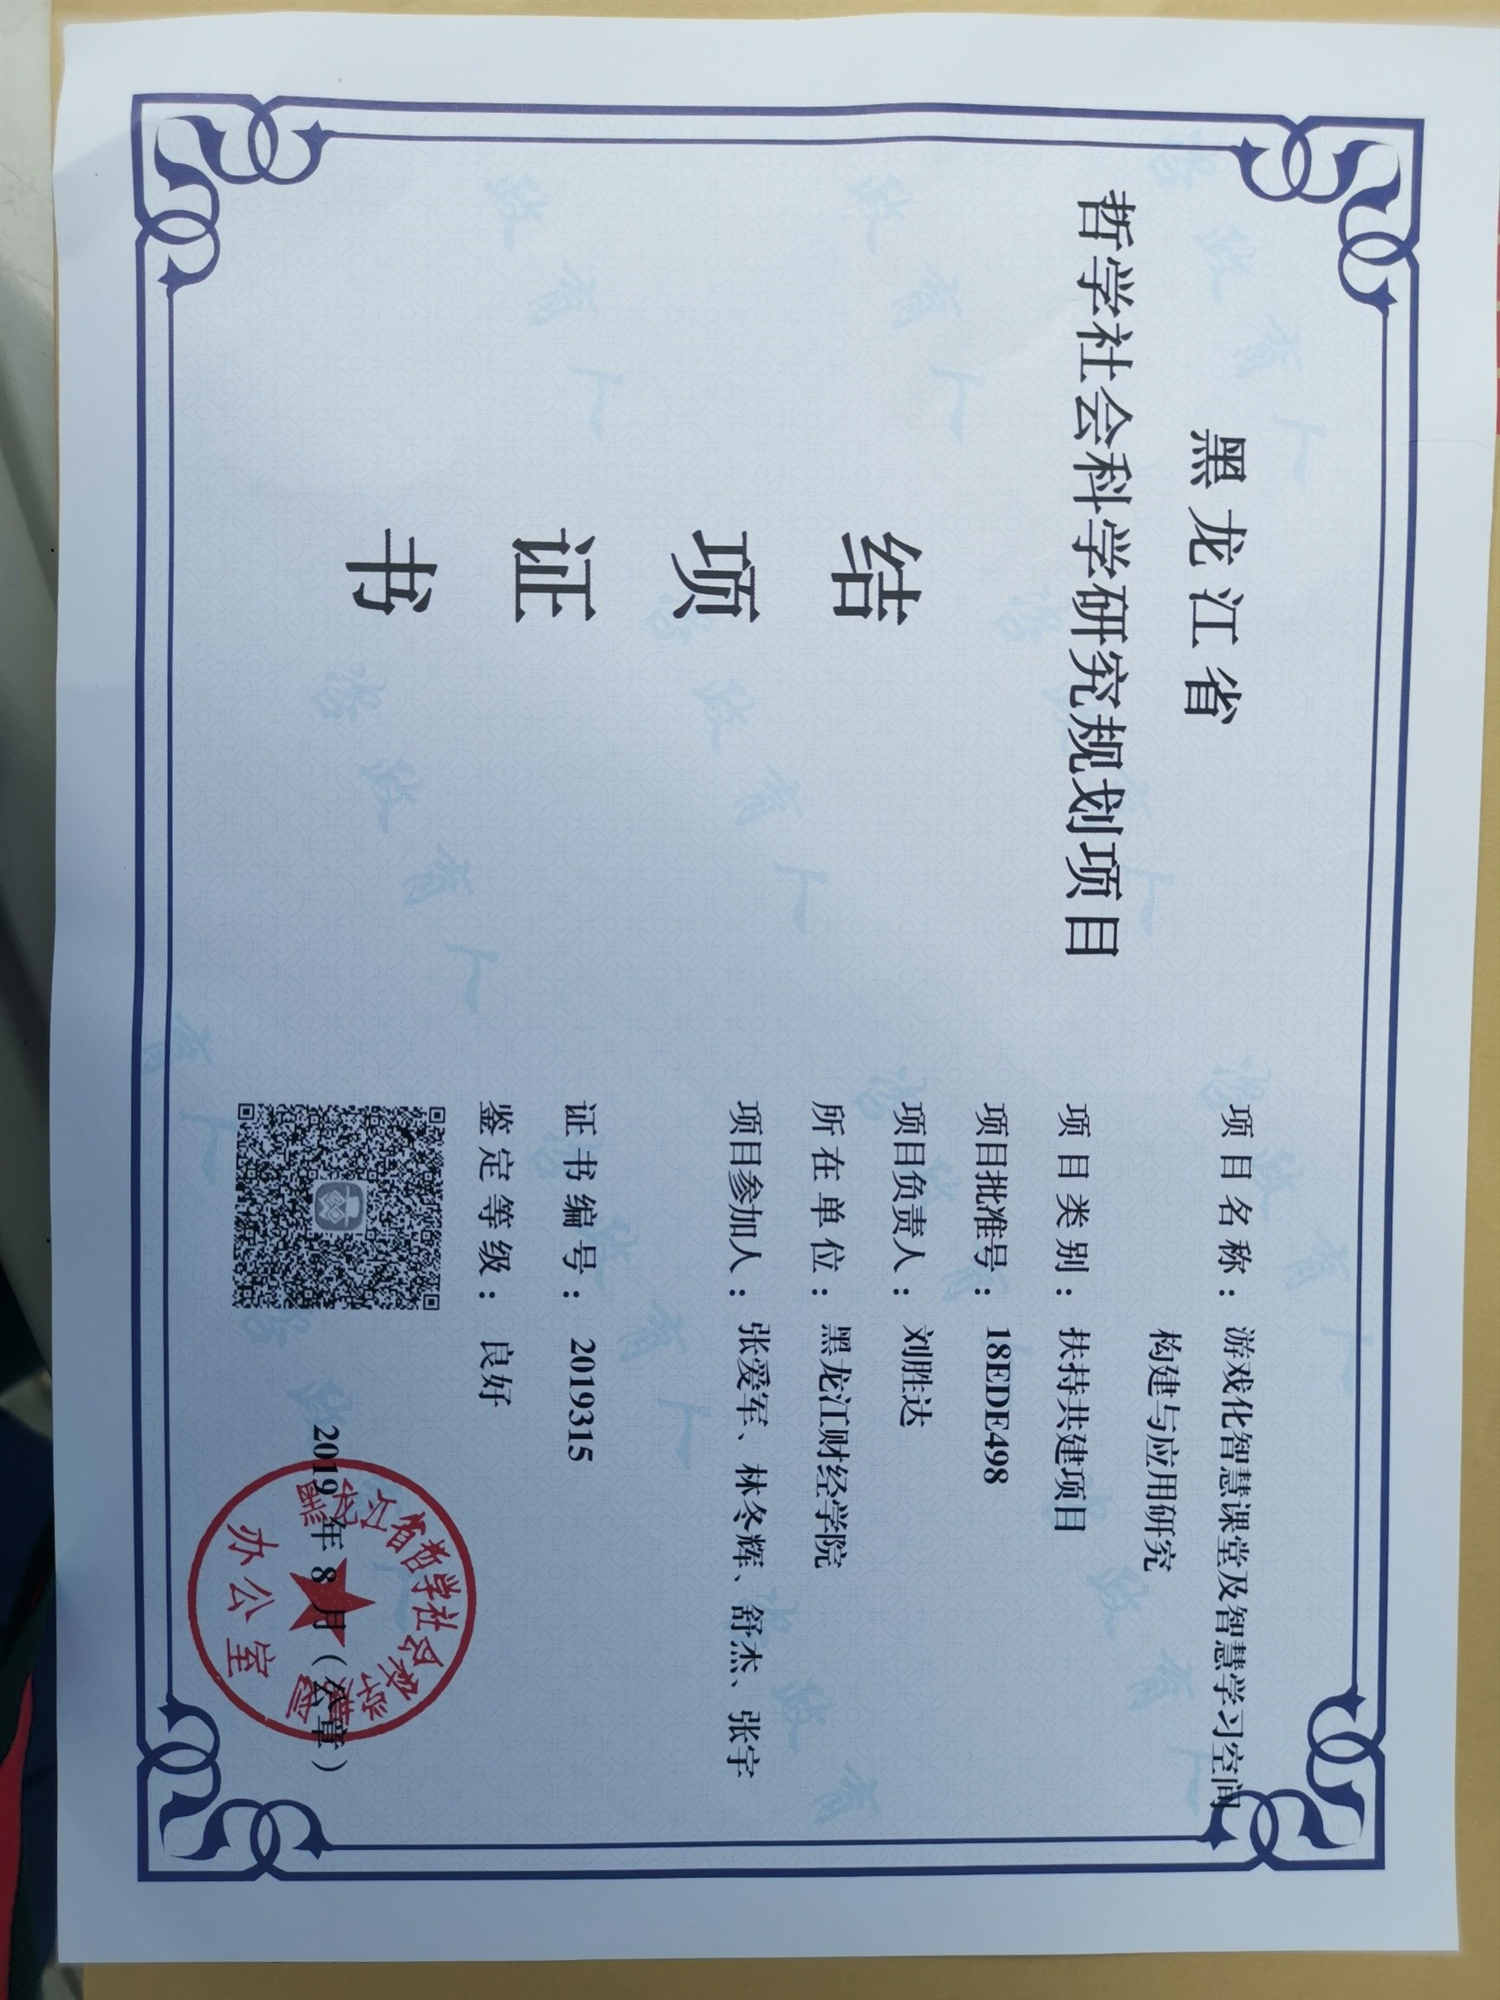 黑龙江省
哲学社会科学研究规划项目
结
项
证
书
项目名称：游戏化智慧课堂及智慧学习空间
构建与应用研究
项目类别：扶持共建项目
项目批准号：18EDE498
项目负责人：刘胜达
所在单位：黑龙江财经学院
项目参加人：张爱军、林冬辉、舒杰、张宇
证书编号：2019315
鉴定等级：良好
2019年8月（公章）
黑龙江省哲学社会科学
办公室